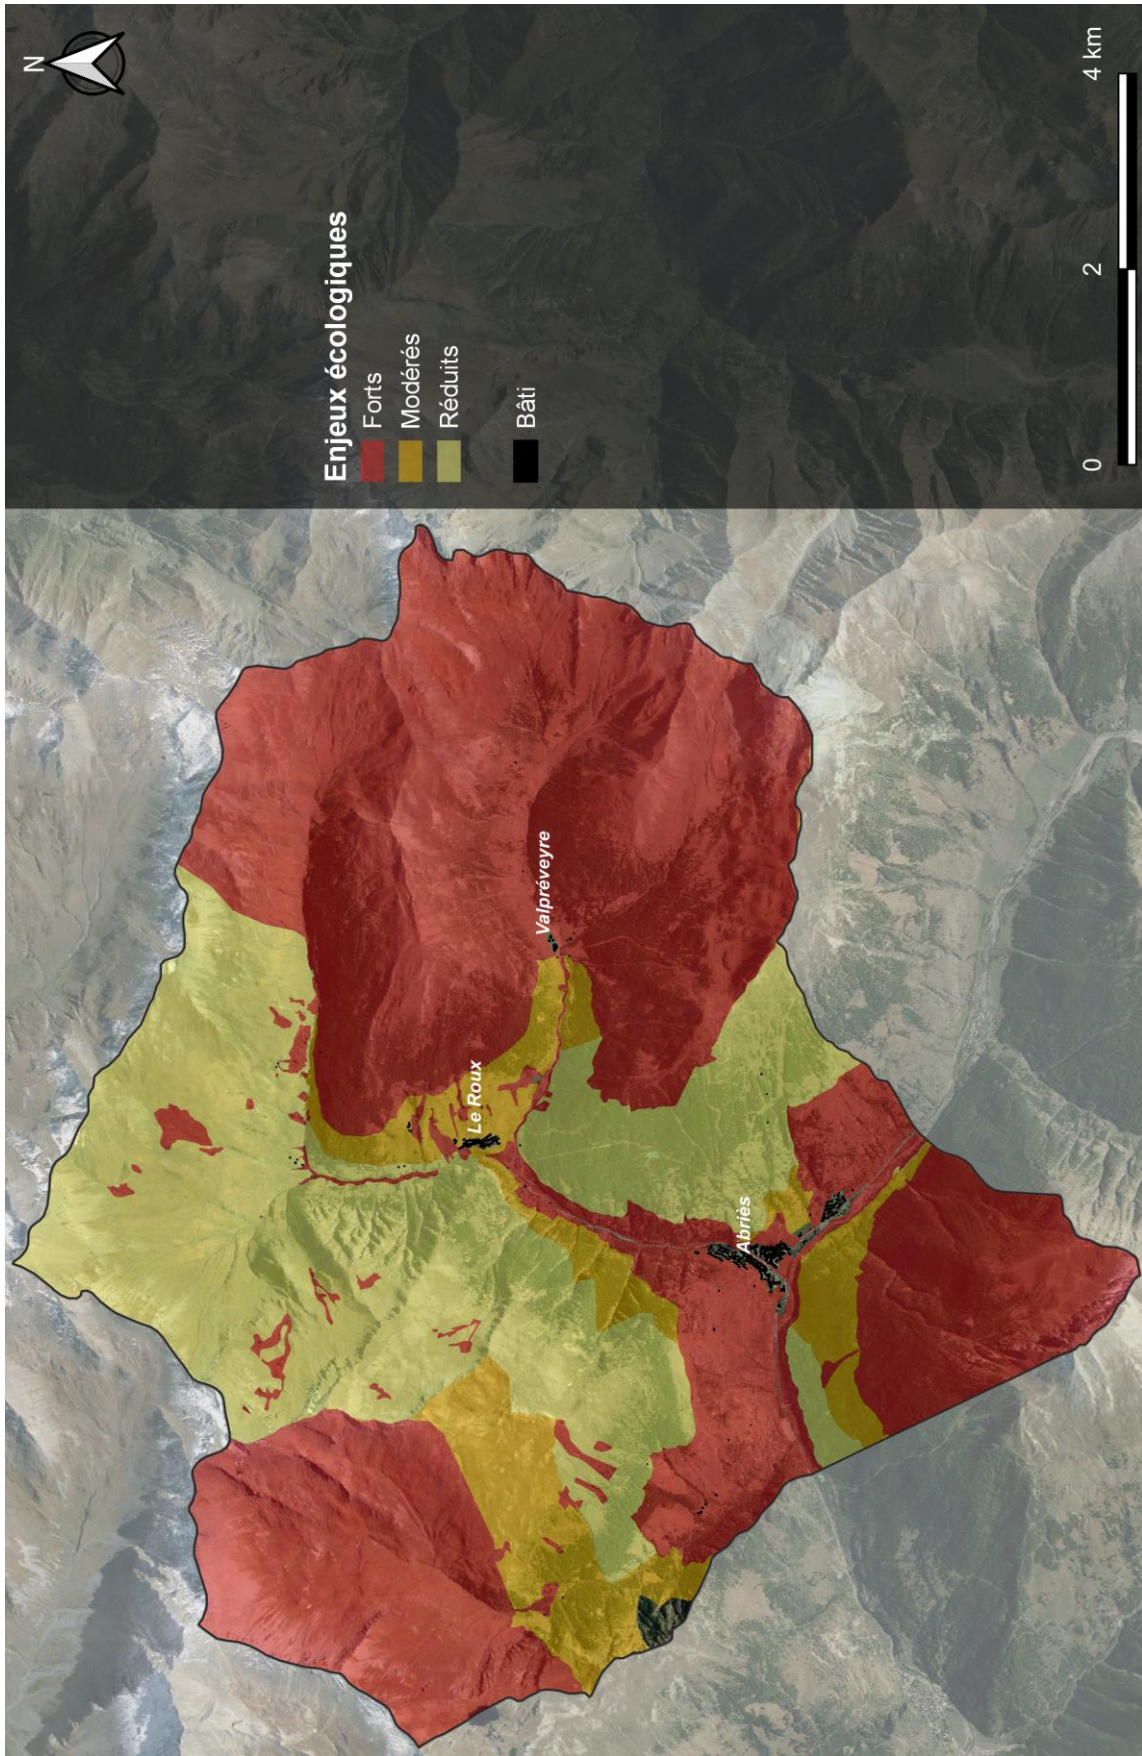 N
Enjeux écologiques
Forts
Modérés
Réduits
Bâti
0 2 4 km
Valpréveyre
Le Roux
Abriès